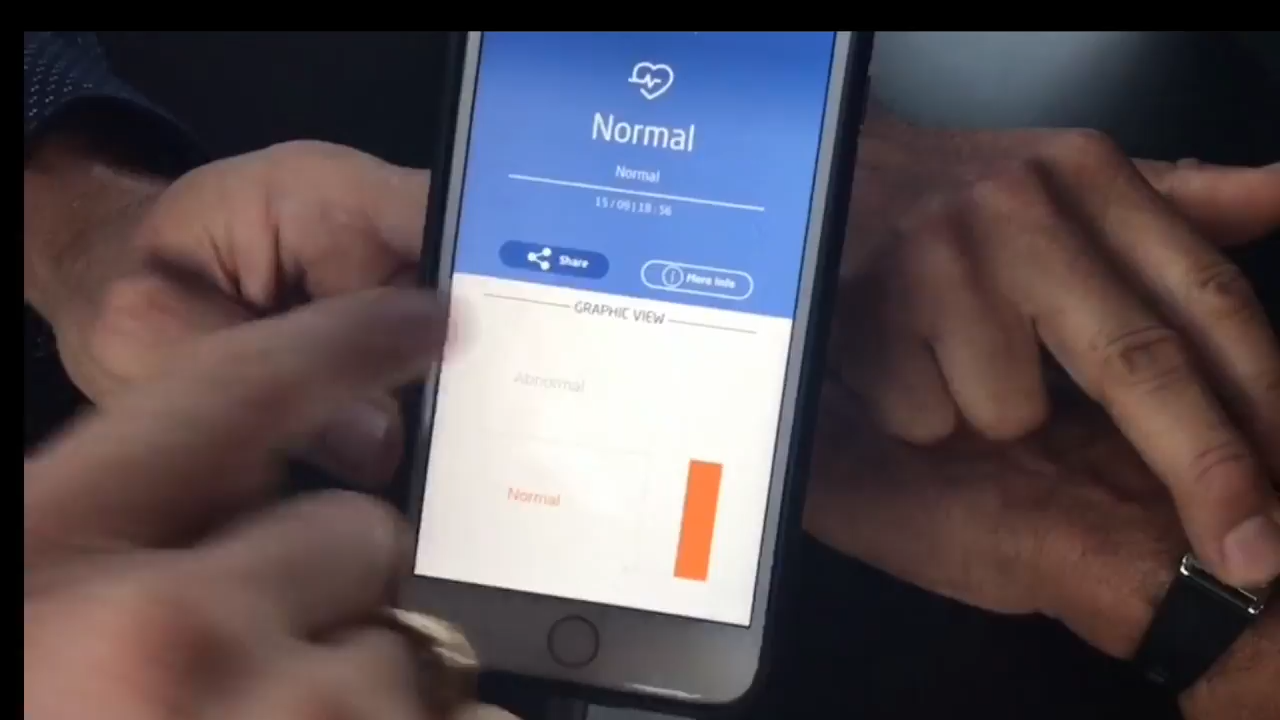 Normal
Normal
15/09|18:56
Share
More Info
GRAPHIC VIEW
Abnormal
Normal